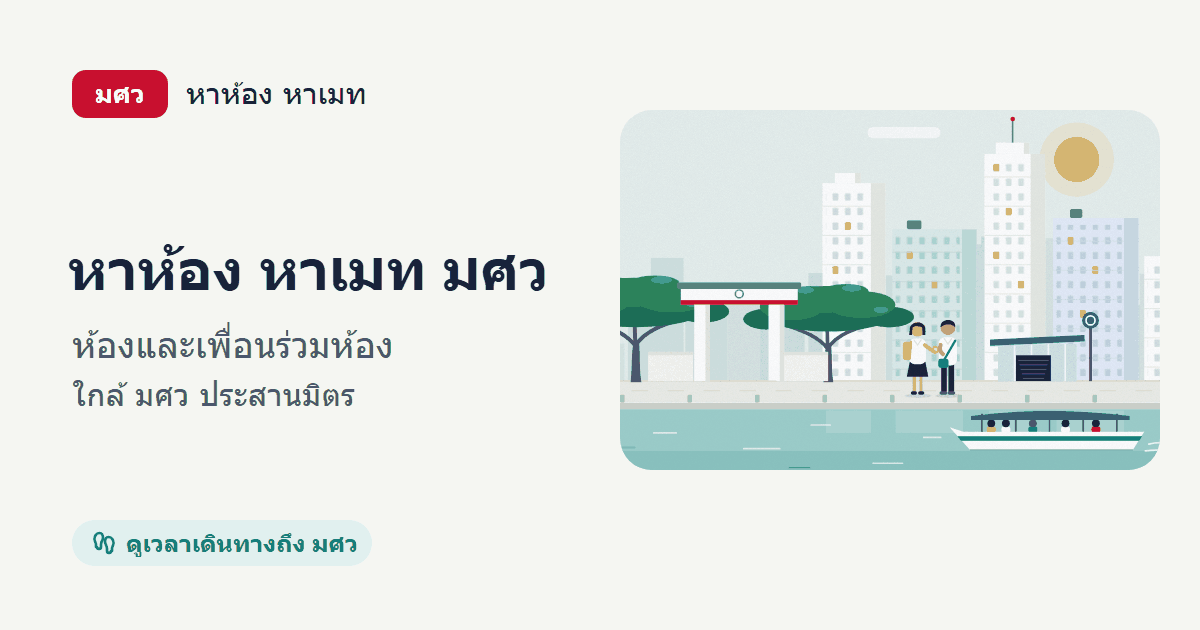 มศว หาห้อง หาเมท
หาห้อง หาเมท มศว
ห้องและเพื่อนร่วมห้อง
ใกล้ มศว ประสานมิตร
ดูเวลาเดินทางถึง มศว